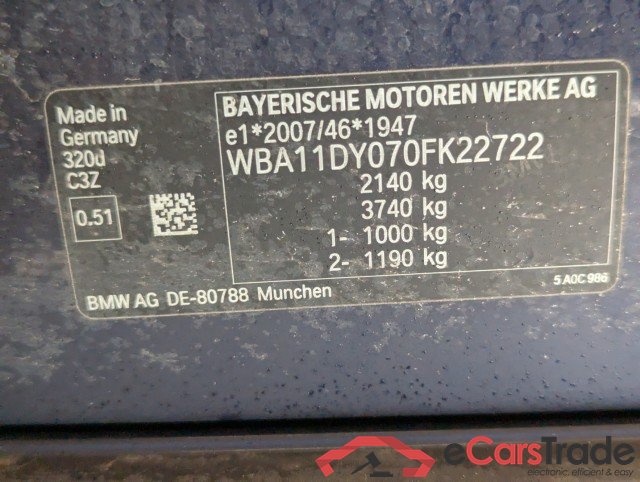 Made in
Germany
320d
C3Z
0.51
BAYERISCHE MOTOREN WERKE AG
e1*2007/46*1947
WBA11DY070FK22722
2140 kg
3740 kg
1- 1000 kg
2- 1190 kg
BMW AG DE-80788 Munchen
5 A0C 986
eCarsTrade
electronic, efficient & easy